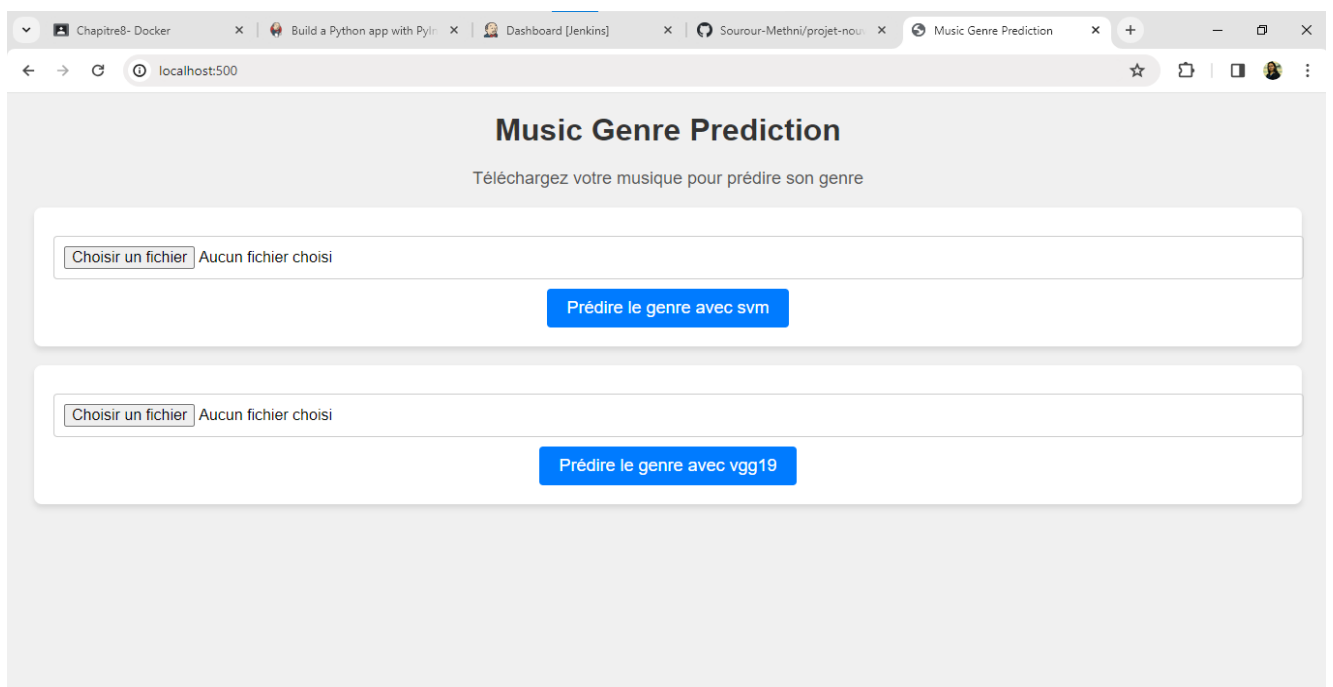 Chapitre8- Docker
Build a Python app with PyIn
Dashboard [Jenkins]
Sourour-Methni/projet-nouv
Music Genre Prediction
localhost:500
Music Genre Prediction
Téléchargez votre musique pour prédire son genre
Choisir un fichier Aucun fichier choisi
Prédire le genre avec svm
Choisir un fichier Aucun fichier choisi
Prédire le genre avec vgg19